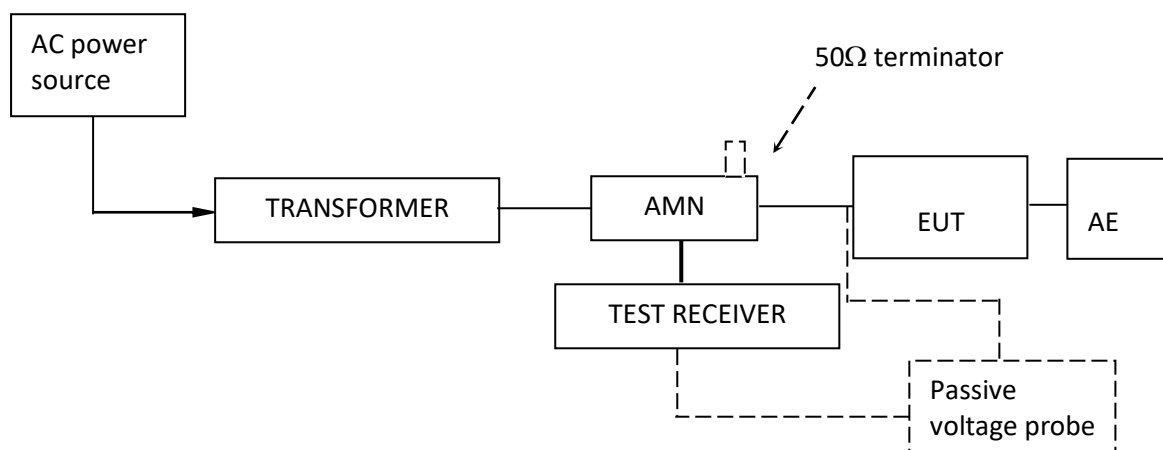 AC power
source
50Ω terminator
TRANSFORMER
AMN
EUT
AE
TEST RECEIVER
Passive
voltage probe